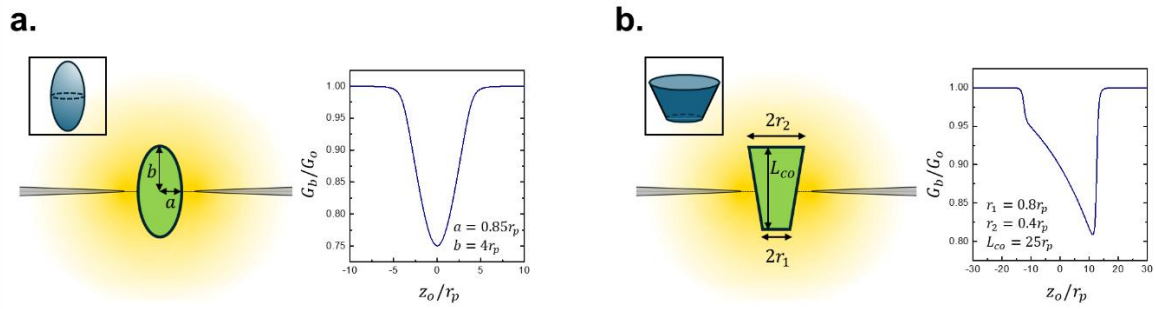 a.
b
a
G_b/G_o
1.00
0.95
0.90
0.85
0.80
0.75
a = 0.85r_p
b = 4r_p
-10 -5 0 5 10
z_o/r_p
b.
2r_2
L_co
2r_1
G_b/G_o
1.00
0.95
0.90
0.85
0.80
r_1 = 0.8r_p
r_2 = 0.4r_p
L_co = 25r_p
-30 -20 -10 0 10 20 30
z_o/r_p